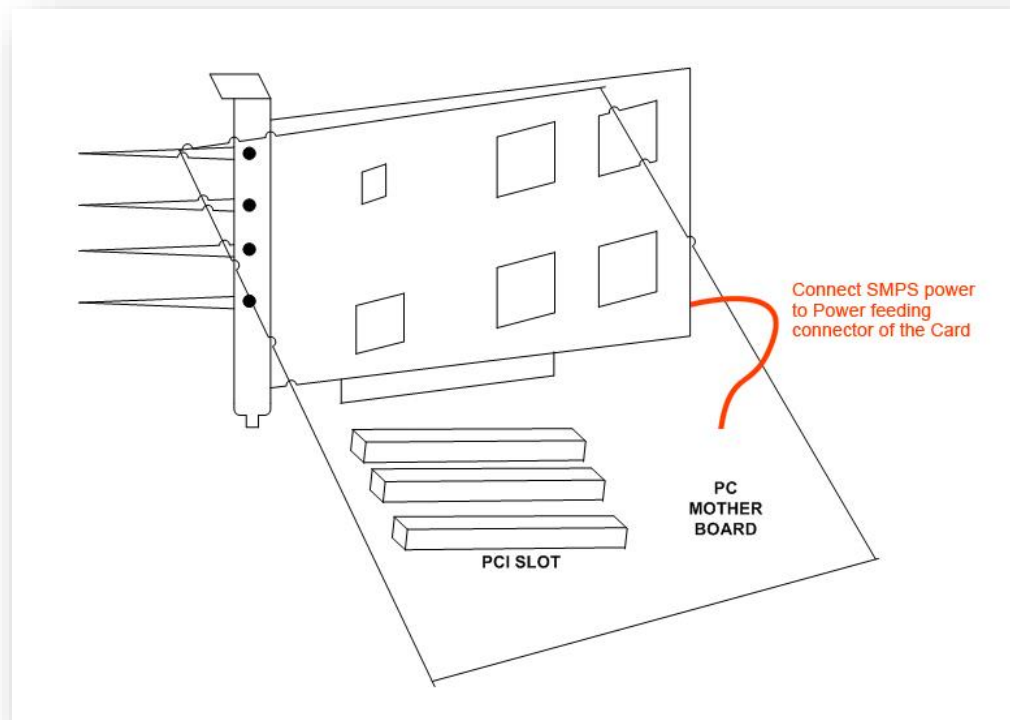 Connect SMPS power
to Power feeding
connector of the Card
PC
MOTHER
BOARD
PCI SLOT